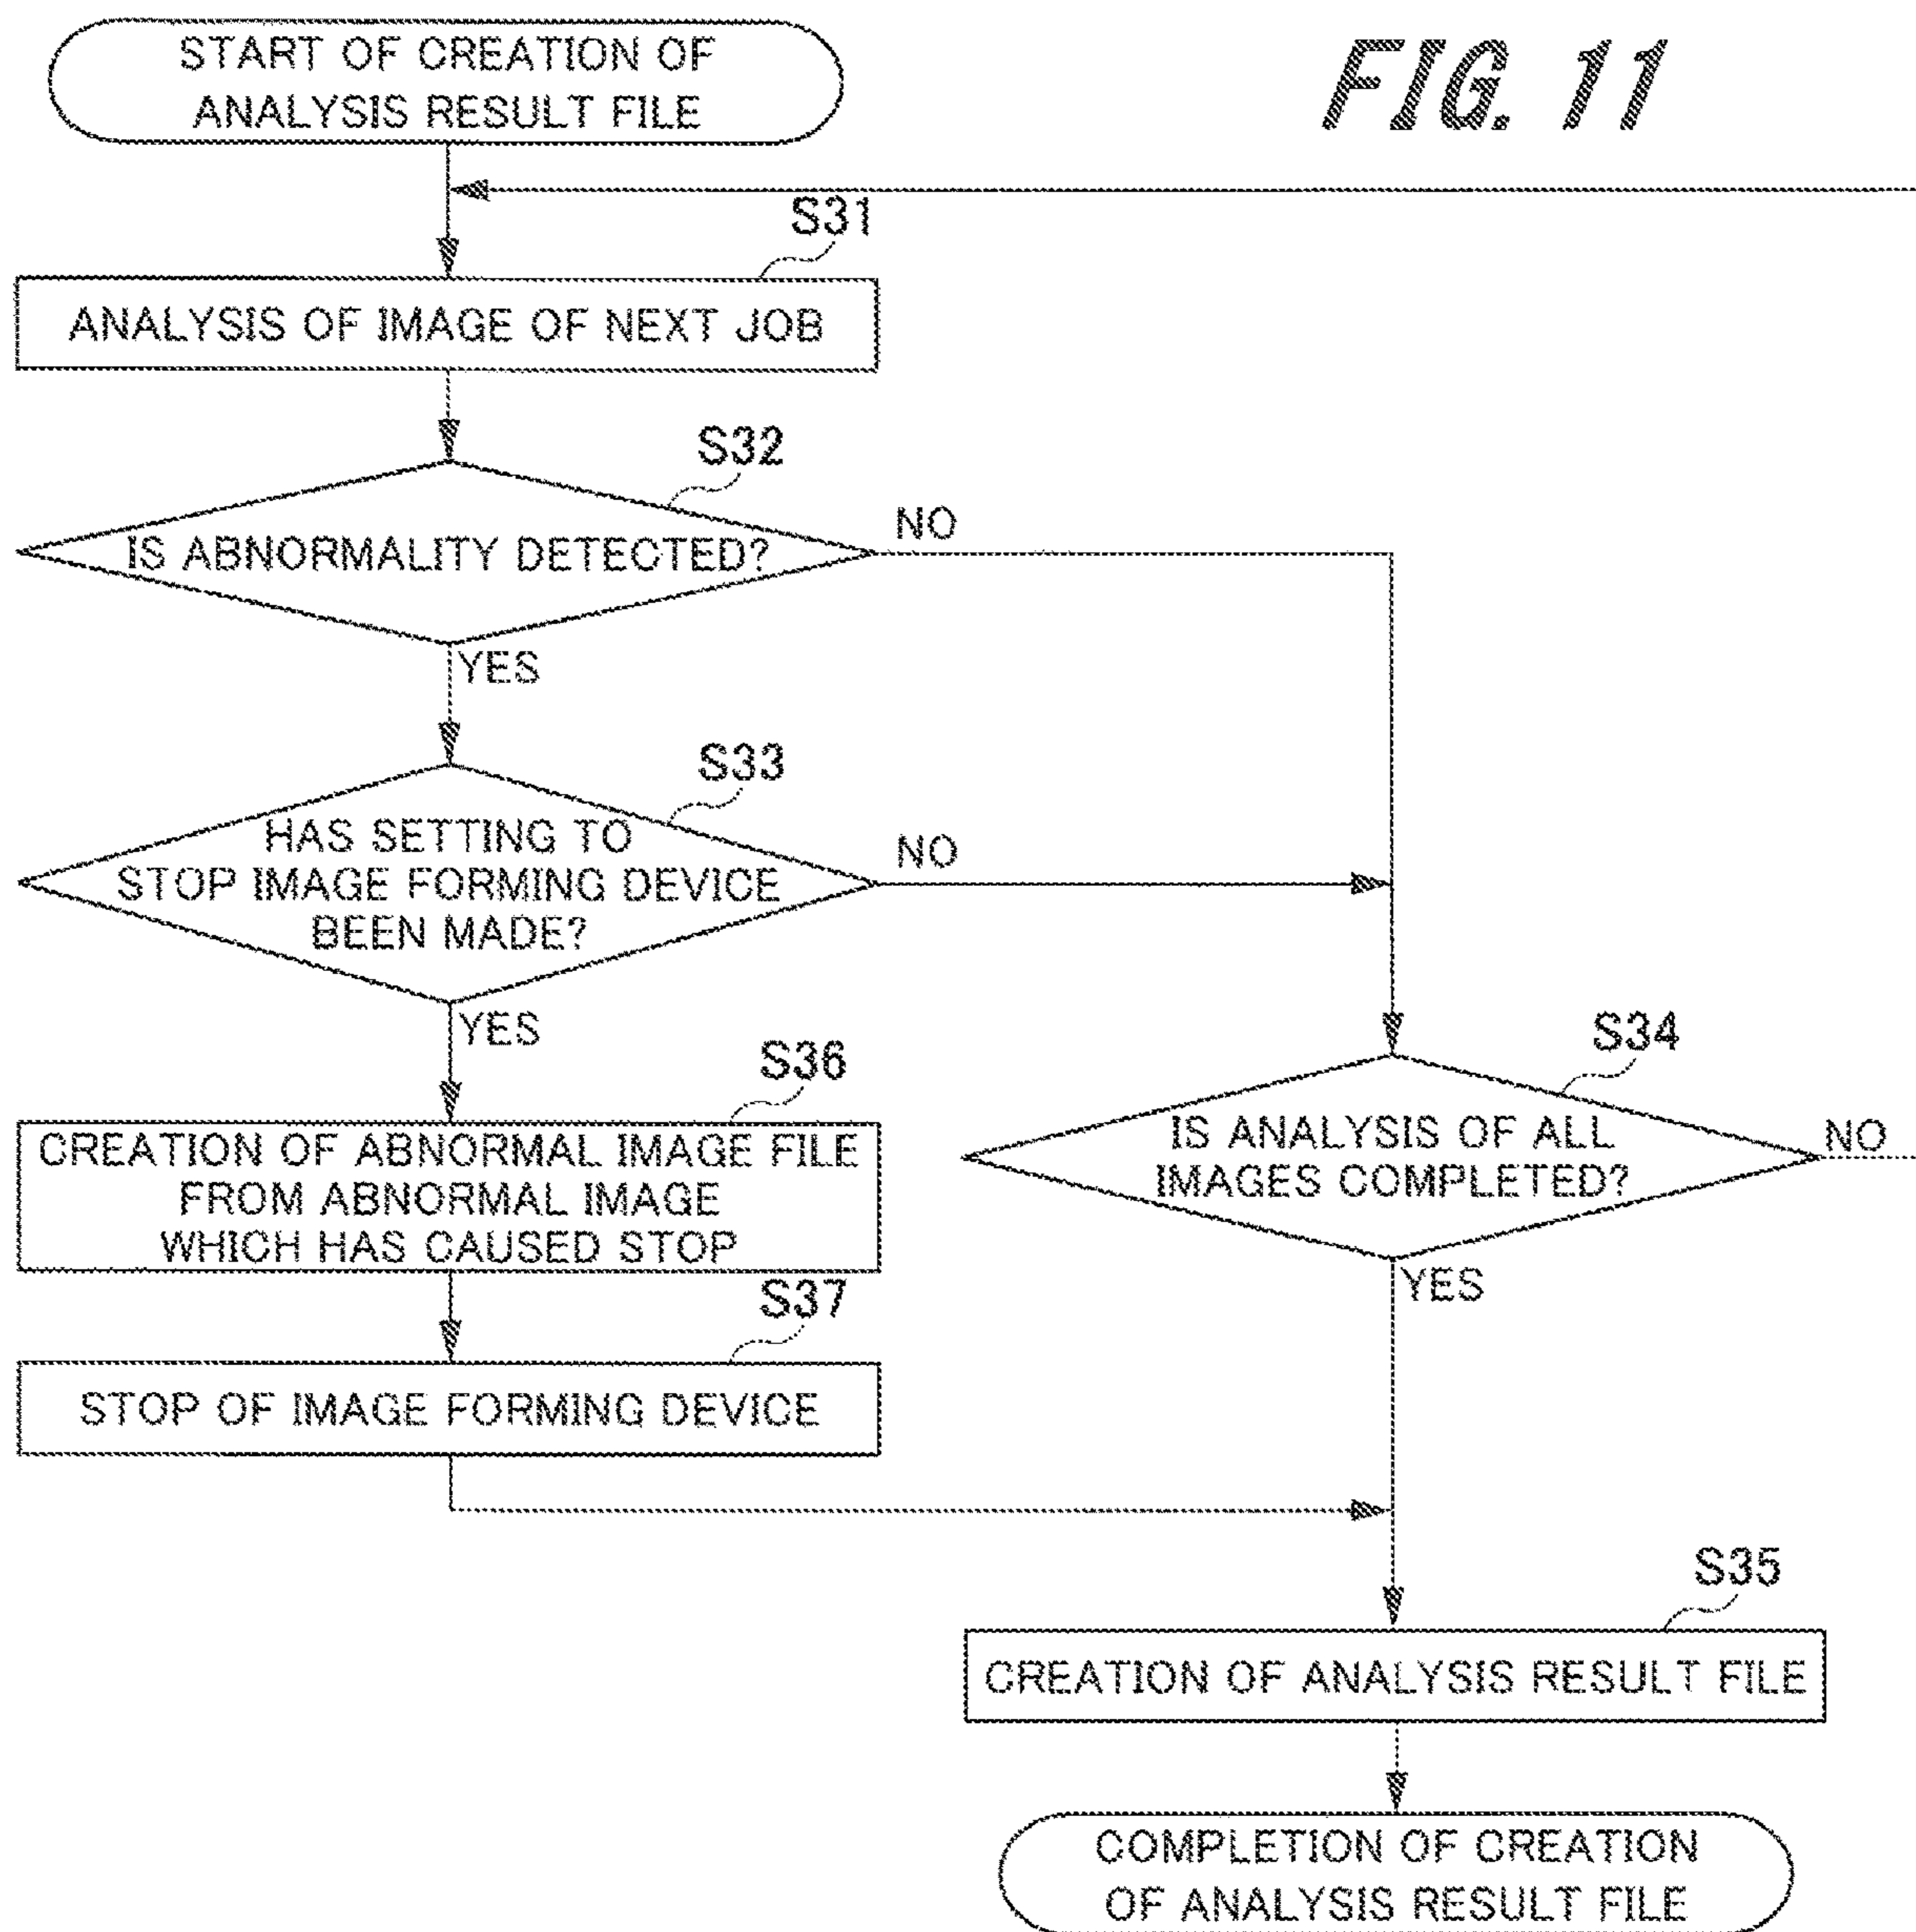 START OF CREATION OF
ANALYSIS RESULT FILE
FIG. 11
S31
ANALYSIS OF IMAGE OF NEXT JOB
S32
IS ABNORMALITY DETECTED?
NO
YES
S33
HAS SETTING TO
STOP IMAGE FORMING DEVICE
BEEN MADE?
NO
YES
S36
CREATION OF ABNORMAL IMAGE FILE
FROM ABNORMAL IMAGE
WHICH HAS CAUSED STOP
S34
IS ANALYSIS OF ALL
IMAGES COMPLETED?
NO
YES
S37
STOP OF IMAGE FORMING DEVICE
S35
CREATION OF ANALYSIS RESULT FILE
COMPLETION OF CREATION
OF ANALYSIS RESULT FILE